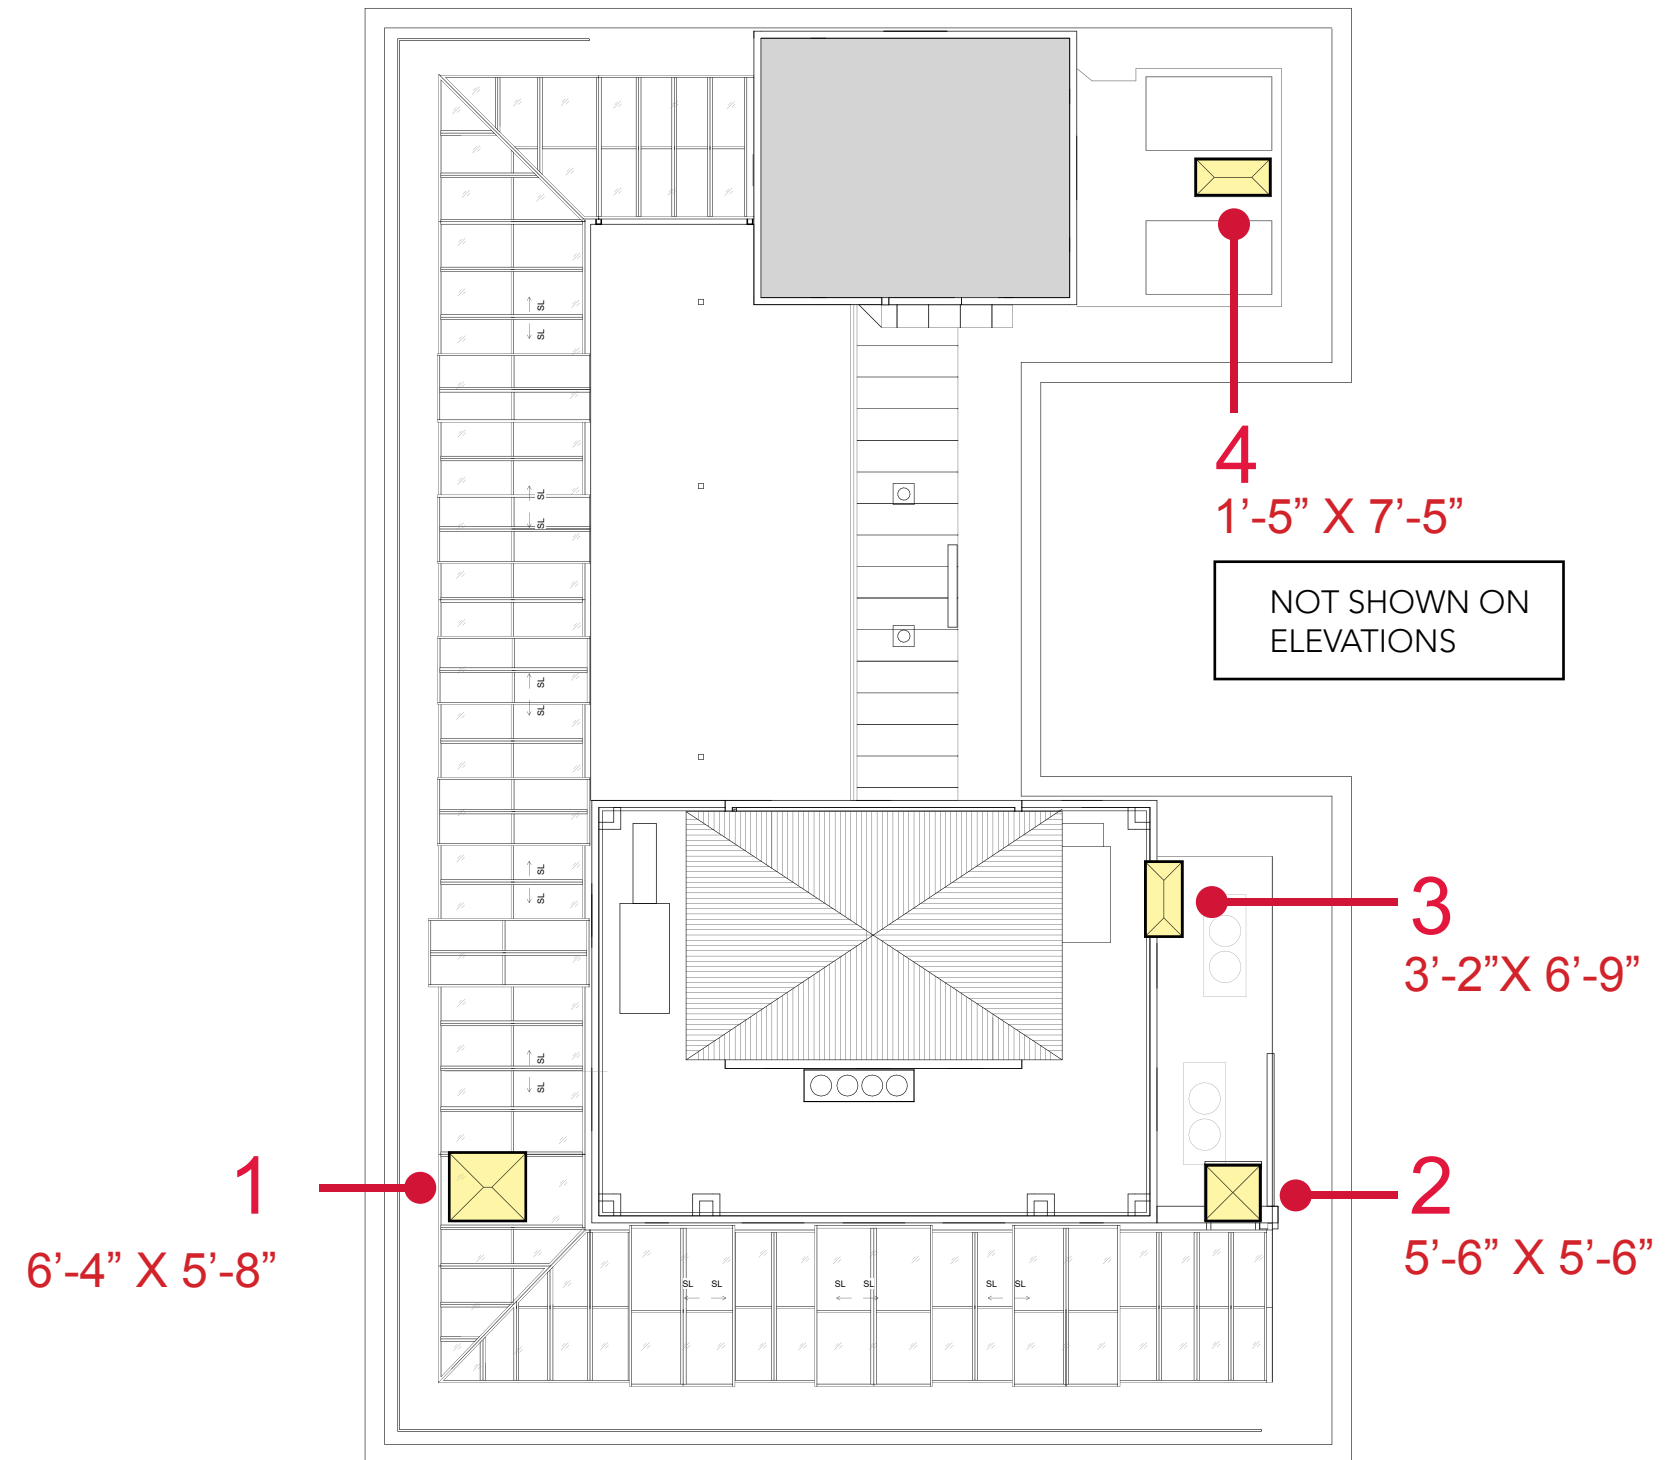 4
1’-5” X 7’-5”
NOT SHOWN ON
ELEVATIONS
SL
SL
SL
SL
SL
SL
3
3’-2”X 6’-9”
SL
SL
SL
SL
1
6’-4” X 5’-8”
2
5’-6” X 5’-6”
SL SL
SL SL
SL SL